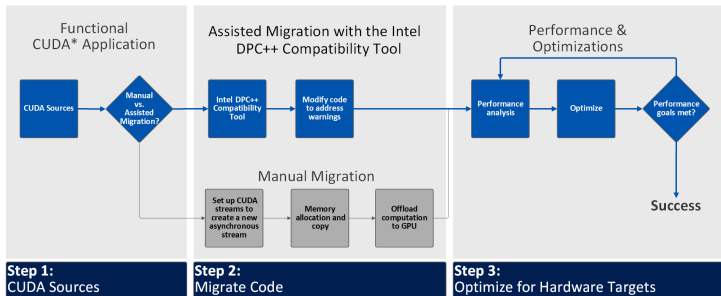 Functional
CUDA* Application
CUDA Sources
Manual
vs.
Assisted
Migration?
Step 1:
CUDA Sources
Assisted Migration with the Intel
DPC++ Compatibility Tool
Intel DPC++
Compatibility
Tool
Modify code
to address
warnings
Manual Migration
Set up CUDA
streams to
create a new
asynchronous
stream
Memory
allocation and
copy
Offload
computation
to GPU
Step 2:
Migrate Code
Performance &
Optimizations
Performance
analysis
Optimize
Performance
goals met?
Success
Step 3:
Optimize for Hardware Targets